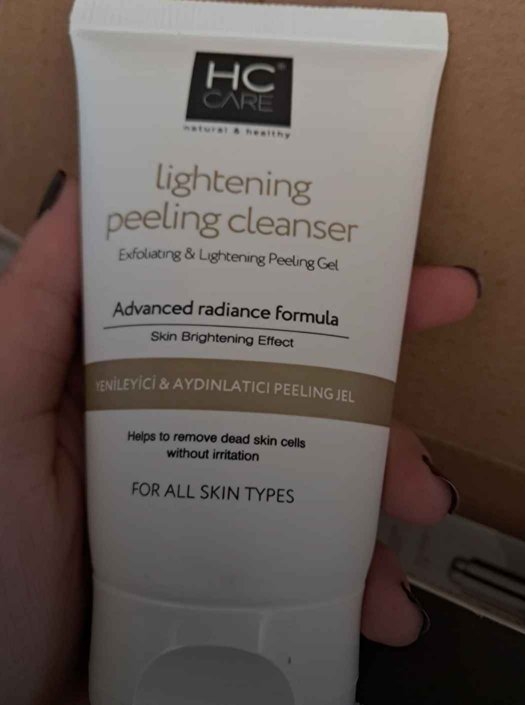 HC®
CARE
natural & healthy
lightening
peeling cleanser
Exfoliating & Lightening Peeling Gel
Advanced radiance formula
Skin Brightening Effect
YENİLEYİCİ & AYDINLATICI PEELING JEL
Helps to remove dead skin cells
without irritation
FOR ALL SKIN TYPES